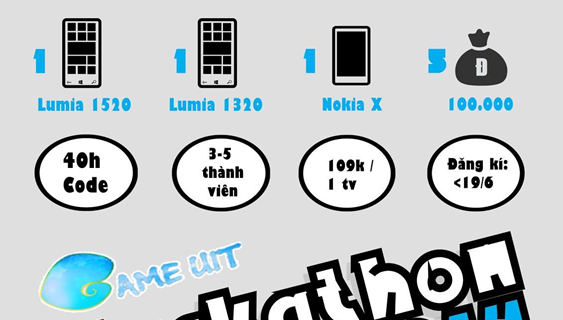 1 1 1 5
Đ
Lumia 1520 Lumia 1320 Nokia X 100.000
40h
Code
3-5
thành
viên
109k /
1 tv
Đăng kí:
<19/6
GAME UIT